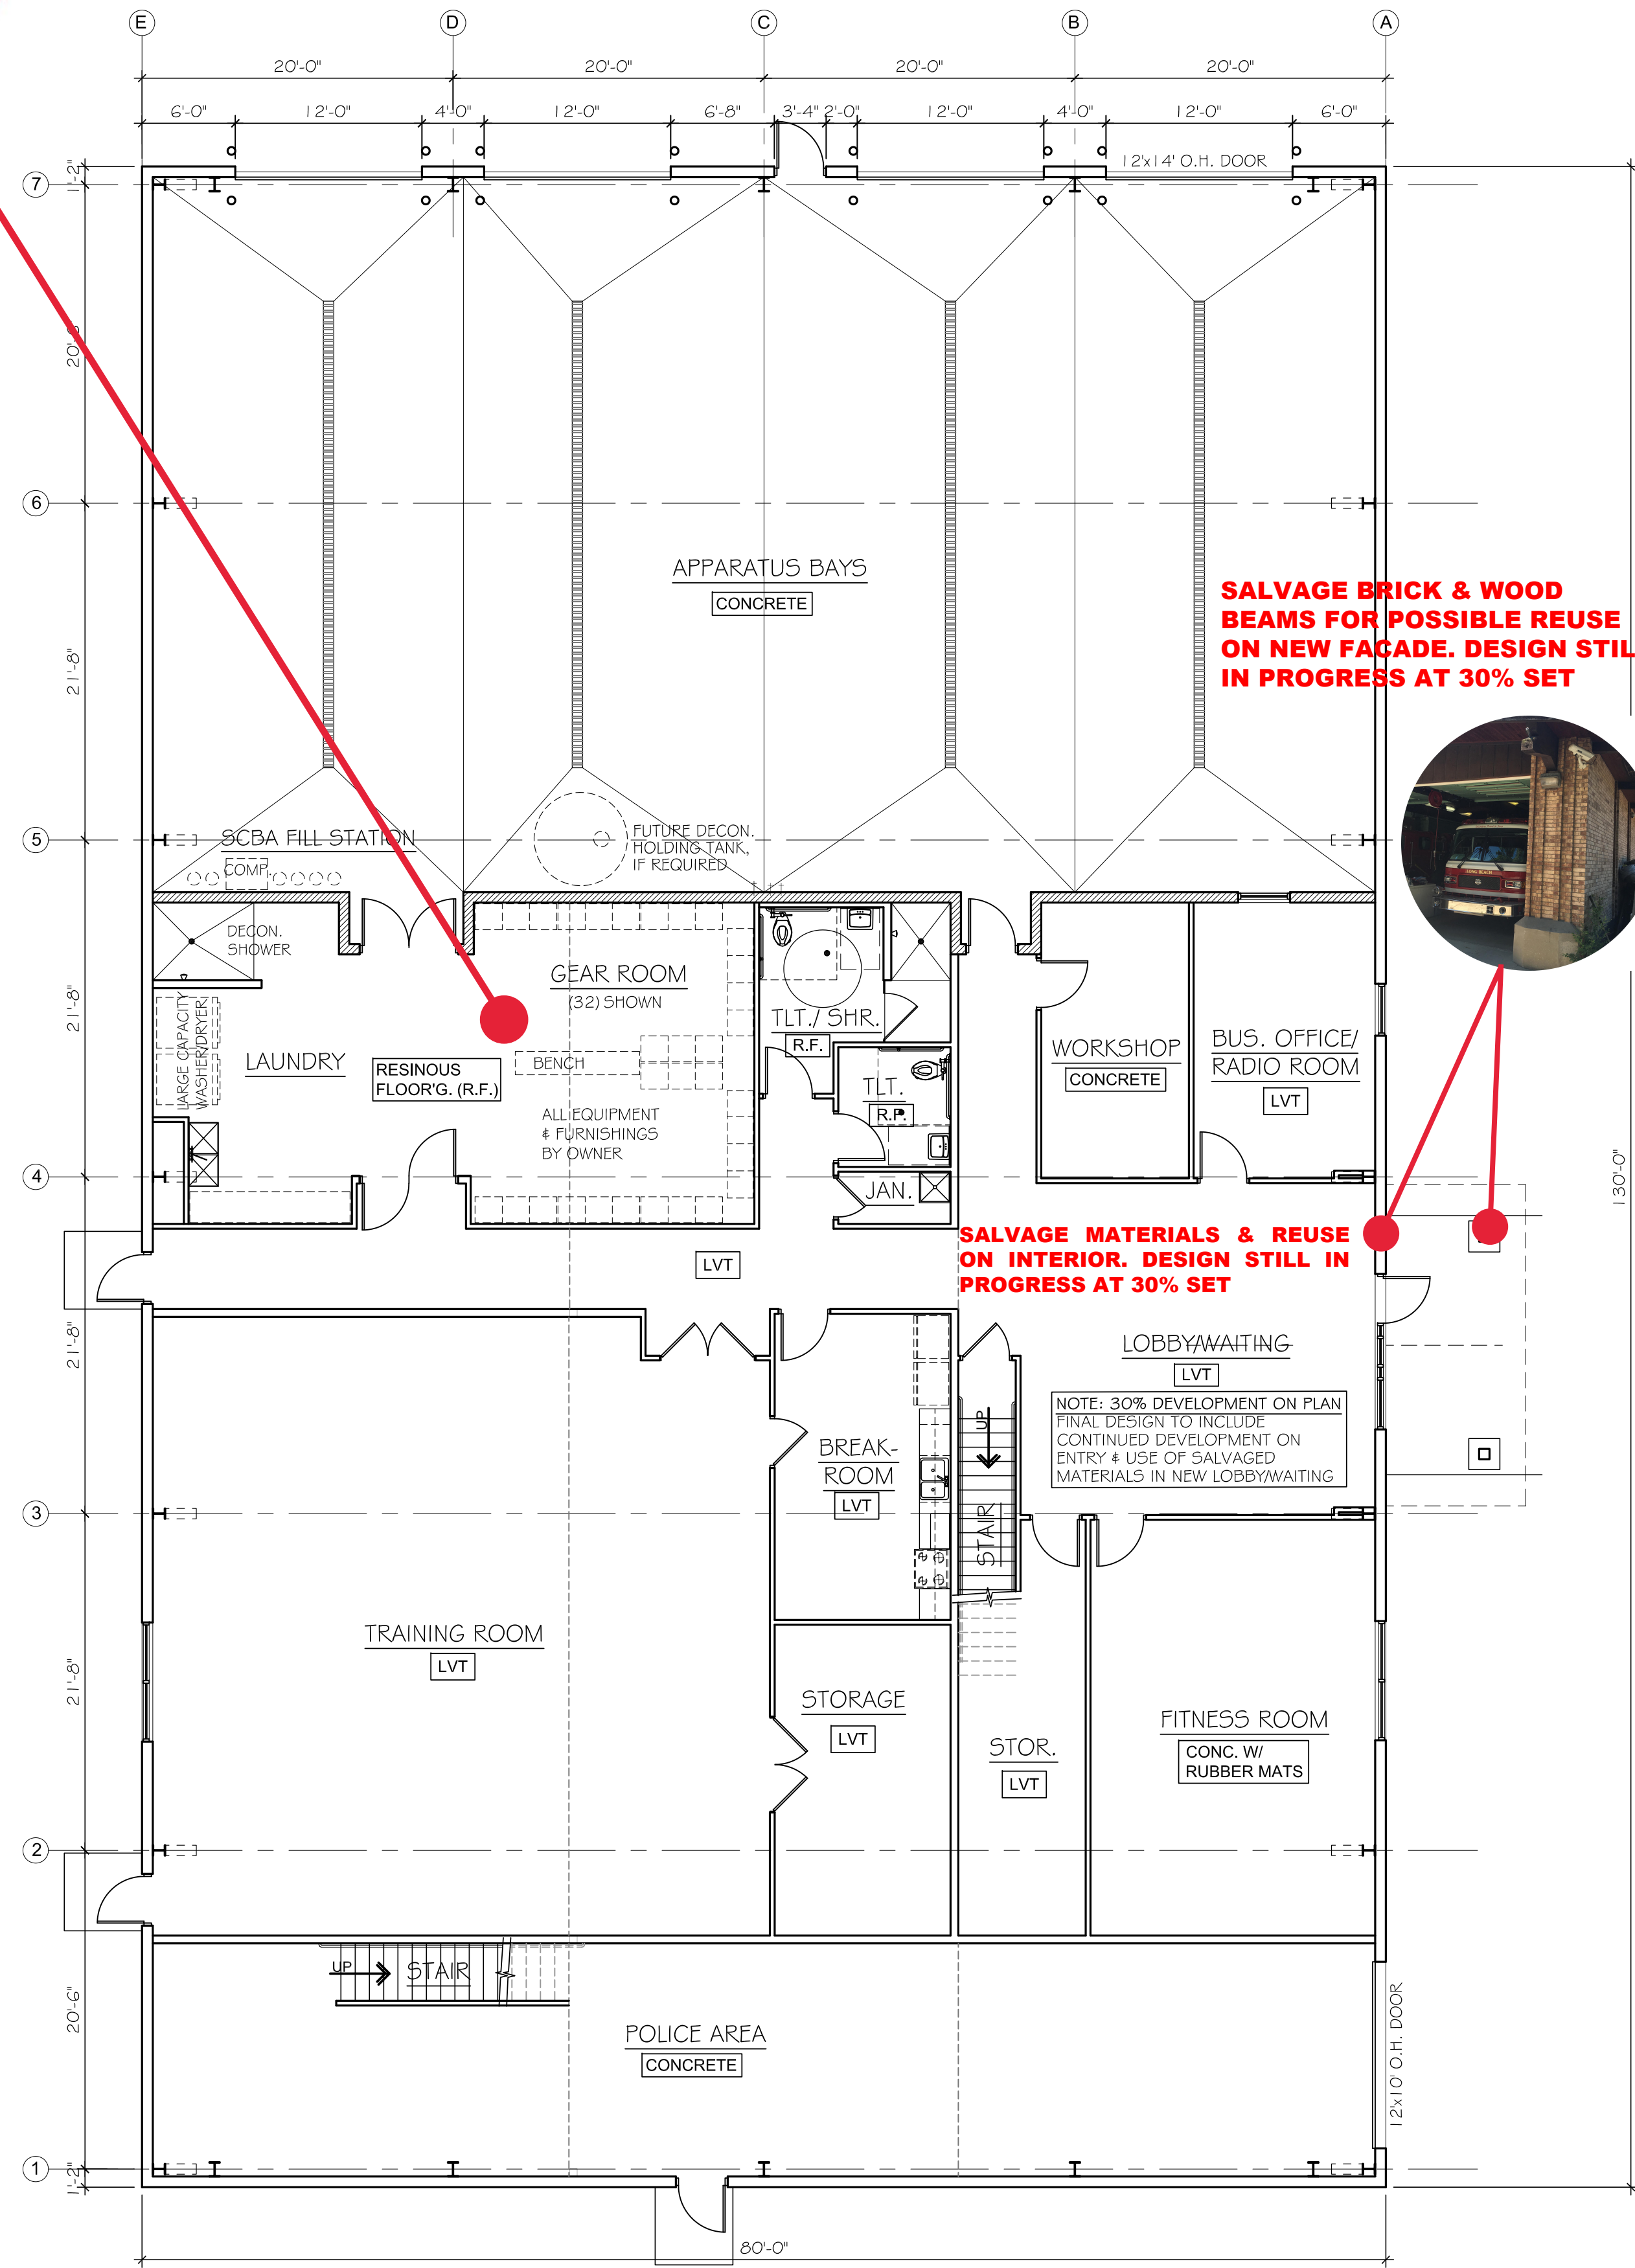 E D C B A
20'-0" 20'-0" 20'-0" 20'-0"
6'-0" 12'-0" 4'-0" 12'-0" 6'-8" 3'-4" 2'-0" 12'-0" 4'-0" 12'-0" 6'-0"
12'x14' O.H. DOOR
1'-2"
7
6
21'-8"
APPARATUS BAYS
CONCRETE
SALVAGE BRICK & WOOD
BEAMS FOR POSSIBLE REUSE
ON NEW FACADE. DESIGN STIL
IN PROGRESS AT 30% SET
5
SCBA FILL STATION
COMP.
FUTURE DECON.
HOLDING TANK,
IF REQUIRED
DECON.
SHOWER
21'-8"
LARGE CAPACITY
WASHER/DRYER
LAUNDRY
RESINOUS
FLOOR'G. (R.F.)
GEAR ROOM
(32) SHOWN
BENCH
ALL EQUIPMENT
& FURNISHINGS
BY OWNER
TLT./ SHR.
R.F.
TLT.
JAN.
WORKSHOP
CONCRETE
BUS. OFFICE/
RADIO ROOM
LVT
4
130'-0"
LVT
SALVAGE MATERIALS & REUSE
ON INTERIOR. DESIGN STILL IN
PROGRESS AT 30% SET
21'-8"
LOBBY/WAITING
LVT
NOTE: 30% DEVELOPMENT ON PLAN
FINAL DESIGN TO INCLUDE
CONTINUED DEVELOPMENT ON
ENTRY & USE OF SALVAGED
MATERIALS IN NEW LOBBY/WAITING
BREAK-
ROOM
LVT
UP
STAIR
3
TRAINING ROOM
LVT
21'-8"
STORAGE
LVT
STOR.
LVT
FITNESS ROOM
CONC. W/
RUBBER MATS
2
UP
STAIR
20'-6"
POLICE AREA
CONCRETE
12'x10' O.H. DOOR
1
1'-2"
80'-0"